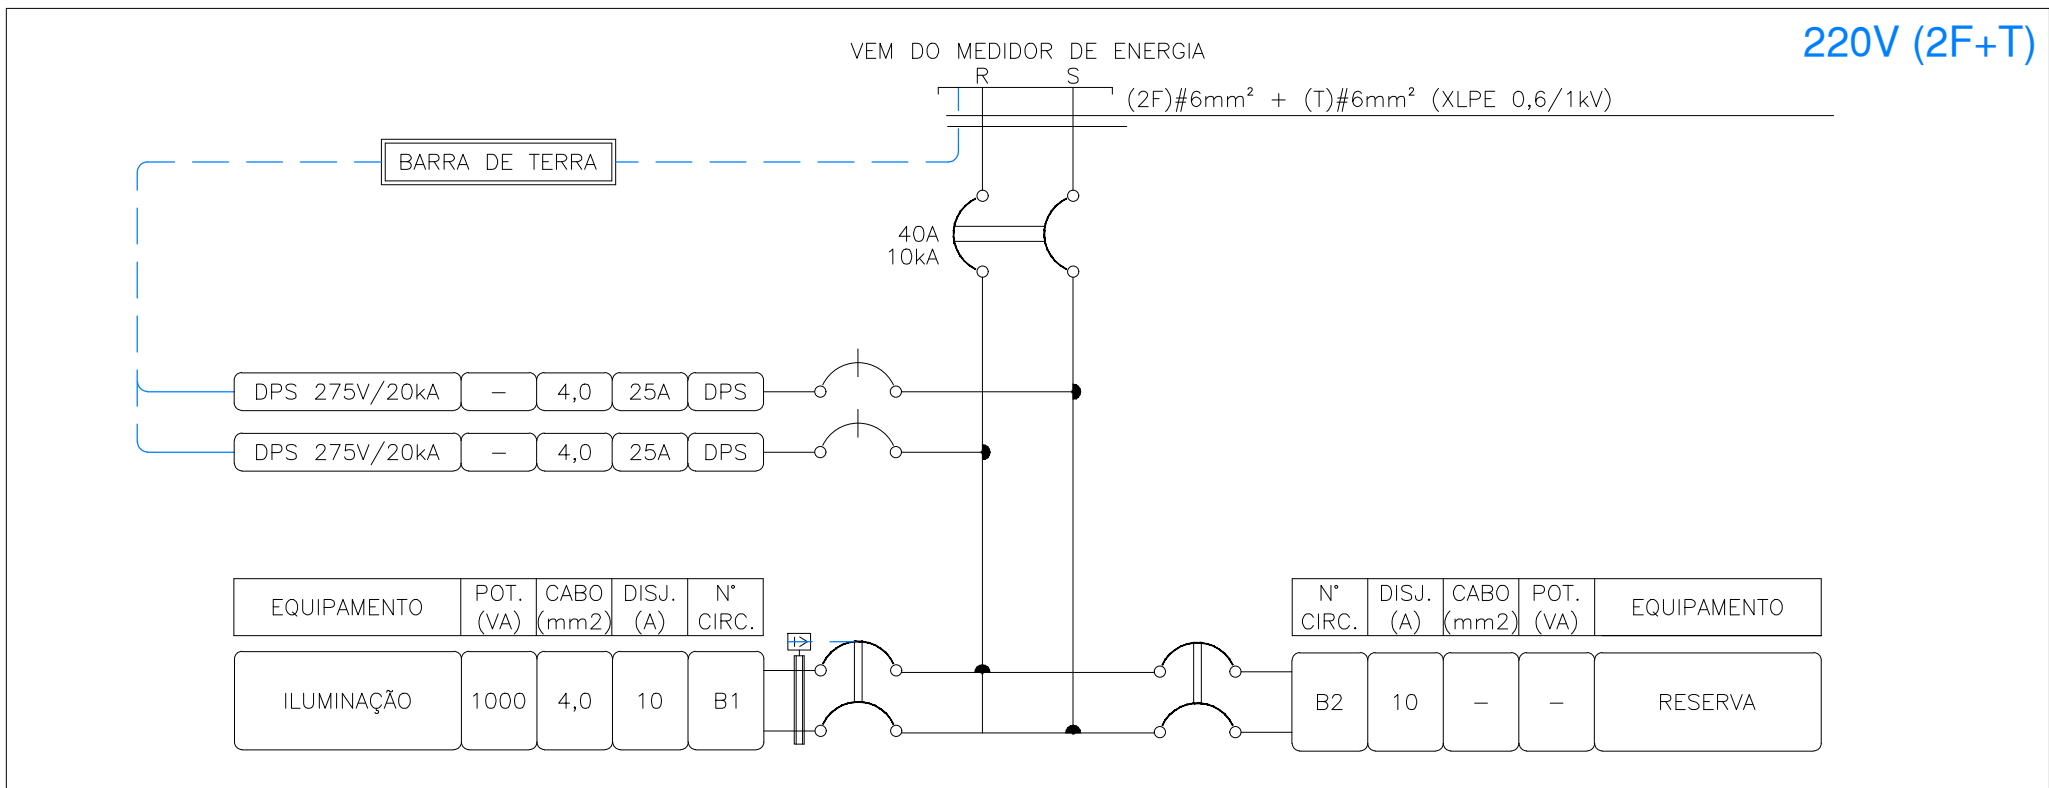 220V (2F+T)
VEM DO MEDIDOR DE ENERGIA
R S
(2F)#6mm² + (T)#6mm² (XLPE 0,6/1kV)
BARRA DE TERRA
40A
10kA
DPS 275V/20kA – 4,0 25A DPS
DPS 275V/20kA – 4,0 25A DPS
EQUIPAMENTO POT. (VA) CABO (mm2) DISJ. (A) N° CIRC.
ILUMINAÇÃO 1000 4,0 10 B1
N° CIRC. DISJ. (A) CABO (mm2) POT. (VA) EQUIPAMENTO
B2 10 – – RESERVA